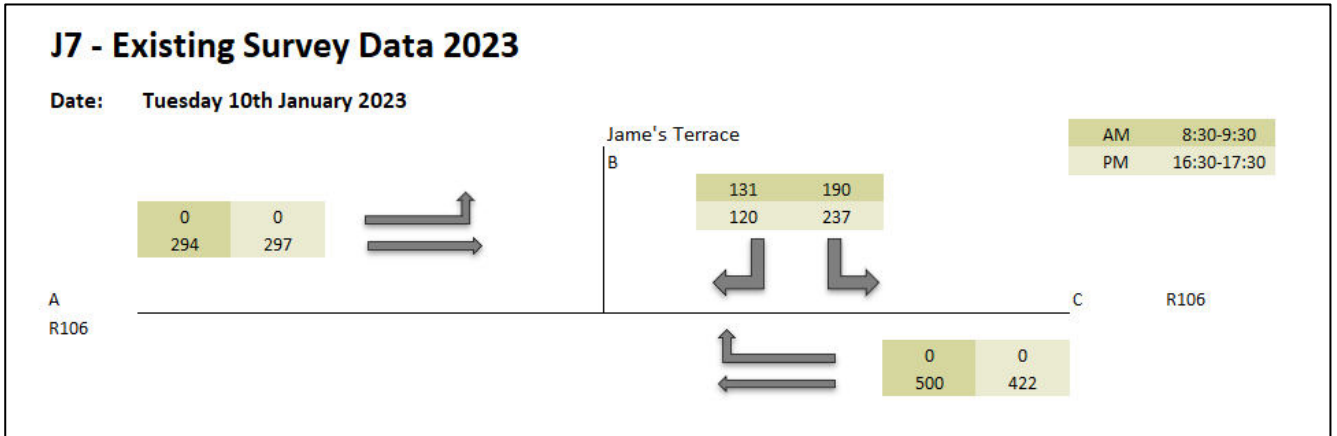 J7 - Existing Survey Data 2023
Date: Tuesday 10th January 2023
Jame's Terrace
AM 8:30-9:30
B
PM 16:30-17:30
131 190
120 237
0 0
294 297
A
C R106
R106
0 0
500 422